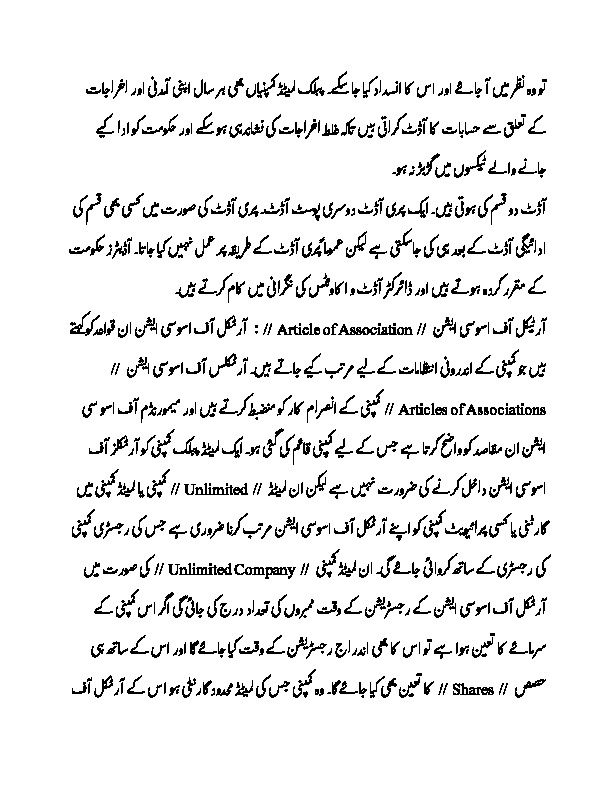 تو وہ نظر میں آ جائے اور اس کا انسداد کیا جا سکے۔ پبلک لمیٹڈ کمپنیاں بھی ہر سال اپنی آمدنی اور اخراجات
کے تعلق سے حسابات کا آڈٹ کراتی ہیں تاکہ غلط اخراجات کی نشاندہی ہو سکے اور حکومت کو ادا کیے
جانے والے ٹیکسوں میں گڑبڑ نہ ہو۔
آڈٹ دو قسم کی ہوتی ہیں۔ ایک پری آڈٹ دوسری پوسٹ آڈٹ۔ پری آڈٹ کی صورت میں کسی بھی قسم کی
ادائیگی آڈٹ کے بعد ہی کی جا سکتی ہے لیکن عموماً پری آڈٹ کے طریقہ پر عمل نہیں کیا جاتا۔ آڈیٹرز حکومت
کے مقرر کردہ ہوتے ہیں اور ڈائرکٹر آڈٹ و اکاونٹس کی نگرانی میں کام کرتے ہیں۔
آرٹیکل آف اسوسی ایشن // Article of Association // : آرٹکل آف اسوسی ایشن ان قواعد کو کہتے
ہیں جو کمپنی کے اندرونی انتظامات کے لیے مرتب کیے جاتے ہیں۔ آرٹکلس آف اسوسی ایشن //
Articles of Associations // کمپنی کے انصرام کار کو منضبط کرتے ہیں اور میمورنڈم آف اسوسی
ایشن ان مقاصد کو واضح کرتا ہے جس کے لیے کمپنی قائم کی گئی ہو۔ ایک لمیٹڈ پبلک کمپنی کو آرٹکلز آف
اسوسی ایشن داخل کرنے کی ضرورت نہیں ہے لیکن ان لمیٹڈ // Unlimited // کمپنی یا لمیٹڈ کمپنی میں
گارنٹی یا کسی پرائیویٹ کمپنی کو اپنے آرٹکل آف اسوسی ایشن مرتب کرنا ضروری ہے جس کی رجسٹری کمپنی
کی رجسٹری کے ساتھ کروائی جائے گی۔ ان لمیٹڈ کمپنی // Unlimited Company // کی صورت میں
آرٹکل آف اسوسی ایشن کے رجسٹریشن کے وقت ممبروں کی تعداد درج کی جائی گی اگر اس کمپنی کے
سرمائے کا تعین ہوا ہے تو اس کا بھی اندراج رجسٹریشن کے وقت کیا جائے گا اور اس کے ساتھ ہی
حصص // Shares // کا تعین بھی کیا جائے گا۔ وہ کمپنی جس کی لمیٹڈ محدود گارنٹی ہو اس کے آرٹکل آف